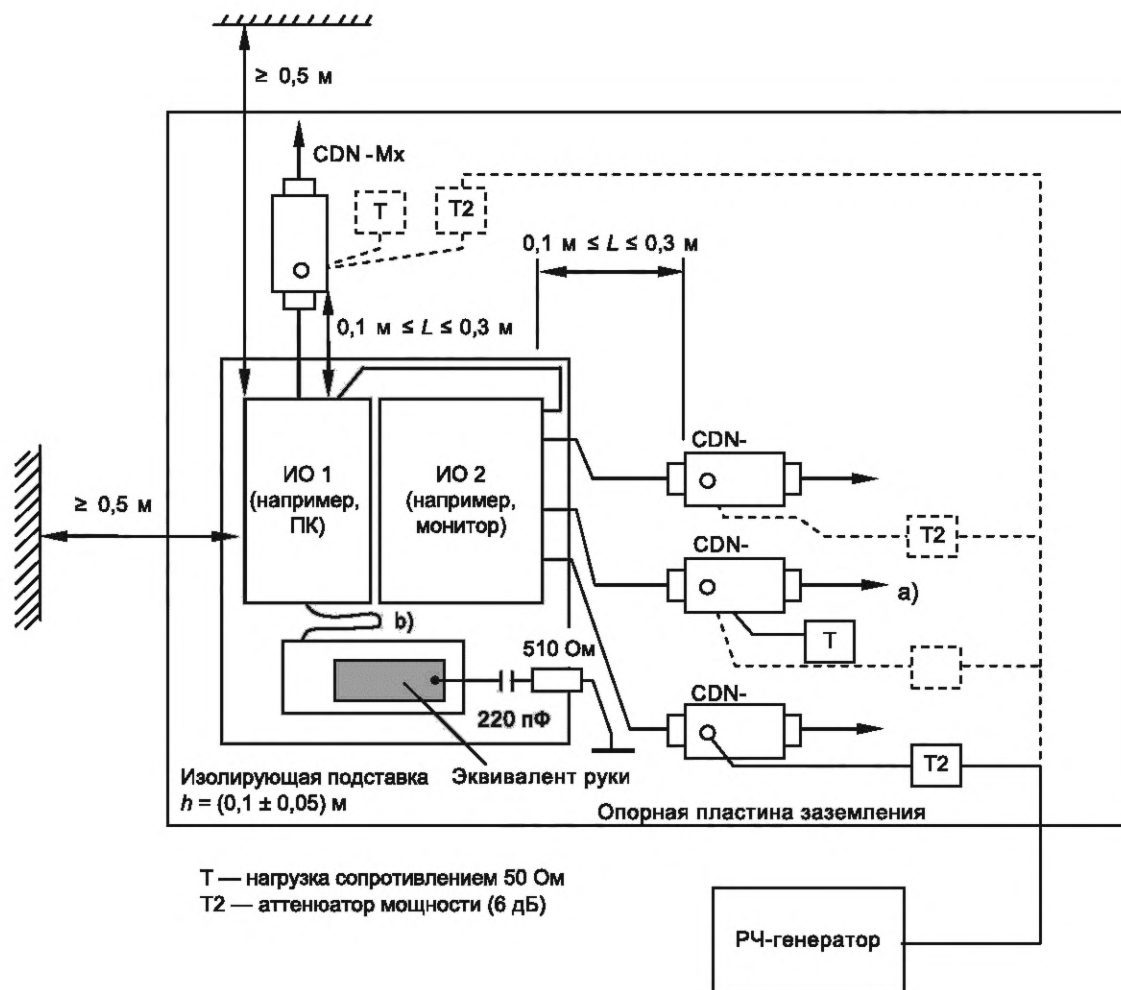 ≥ 0,5 м
CDN -Mx
T
T2
0,1 м ≤ L ≤ 0,3 м
0,1 м ≤ L ≤ 0,3 м
ИО 1
(например,
ПК)
ИО 2
(например,
монитор)
CDN-
≥ 0,5 м
T2
CDN-
a)
b)
T
510 Ом
CDN-
220 пФ
T2
Изолирующая подставка
h = (0,1 ± 0,05) м
Эквивалент руки
Опорная пластина заземления
T — нагрузка сопротивлением 50 Ом
T2 — аттенюатор мощности (6 дБ)
РЧ-генератор